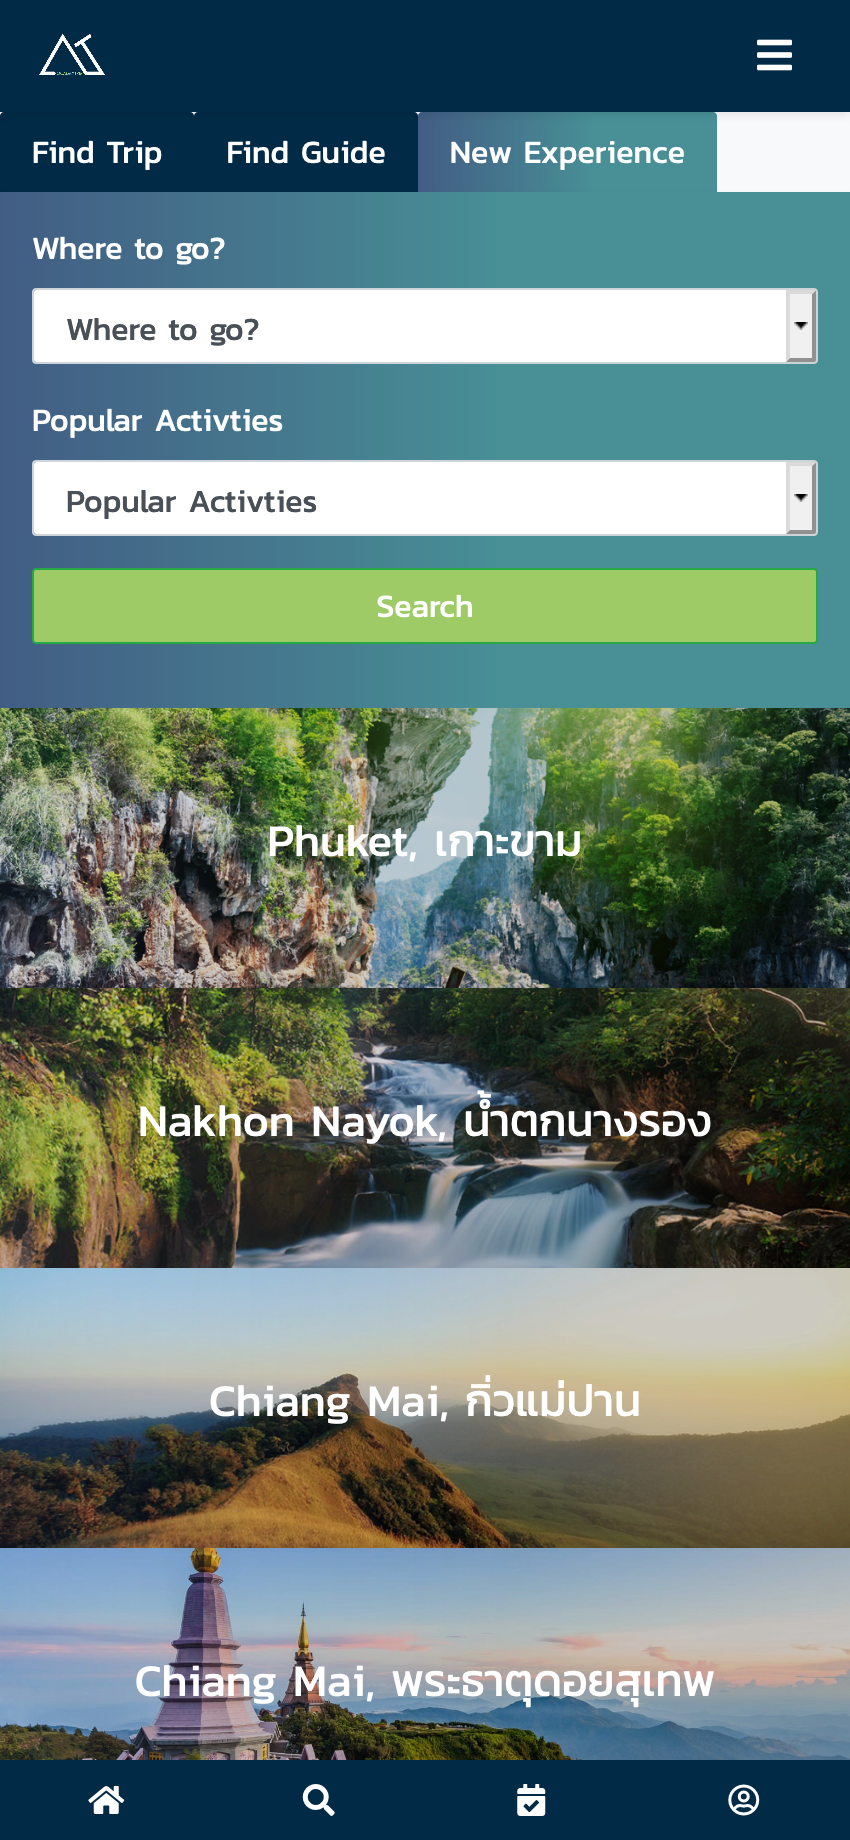 Find Trip
Find Guide
New Experience
Where to go?
Where to go?
Popular Activties
Popular Activties
Search
Phuket, เกาะขาม
Nakhon Nayok, น้ำตกนางรอง
Chiang Mai, กิ่วแม่ปาน
Chiang Mai, พระธาตุดอยสุเทพ